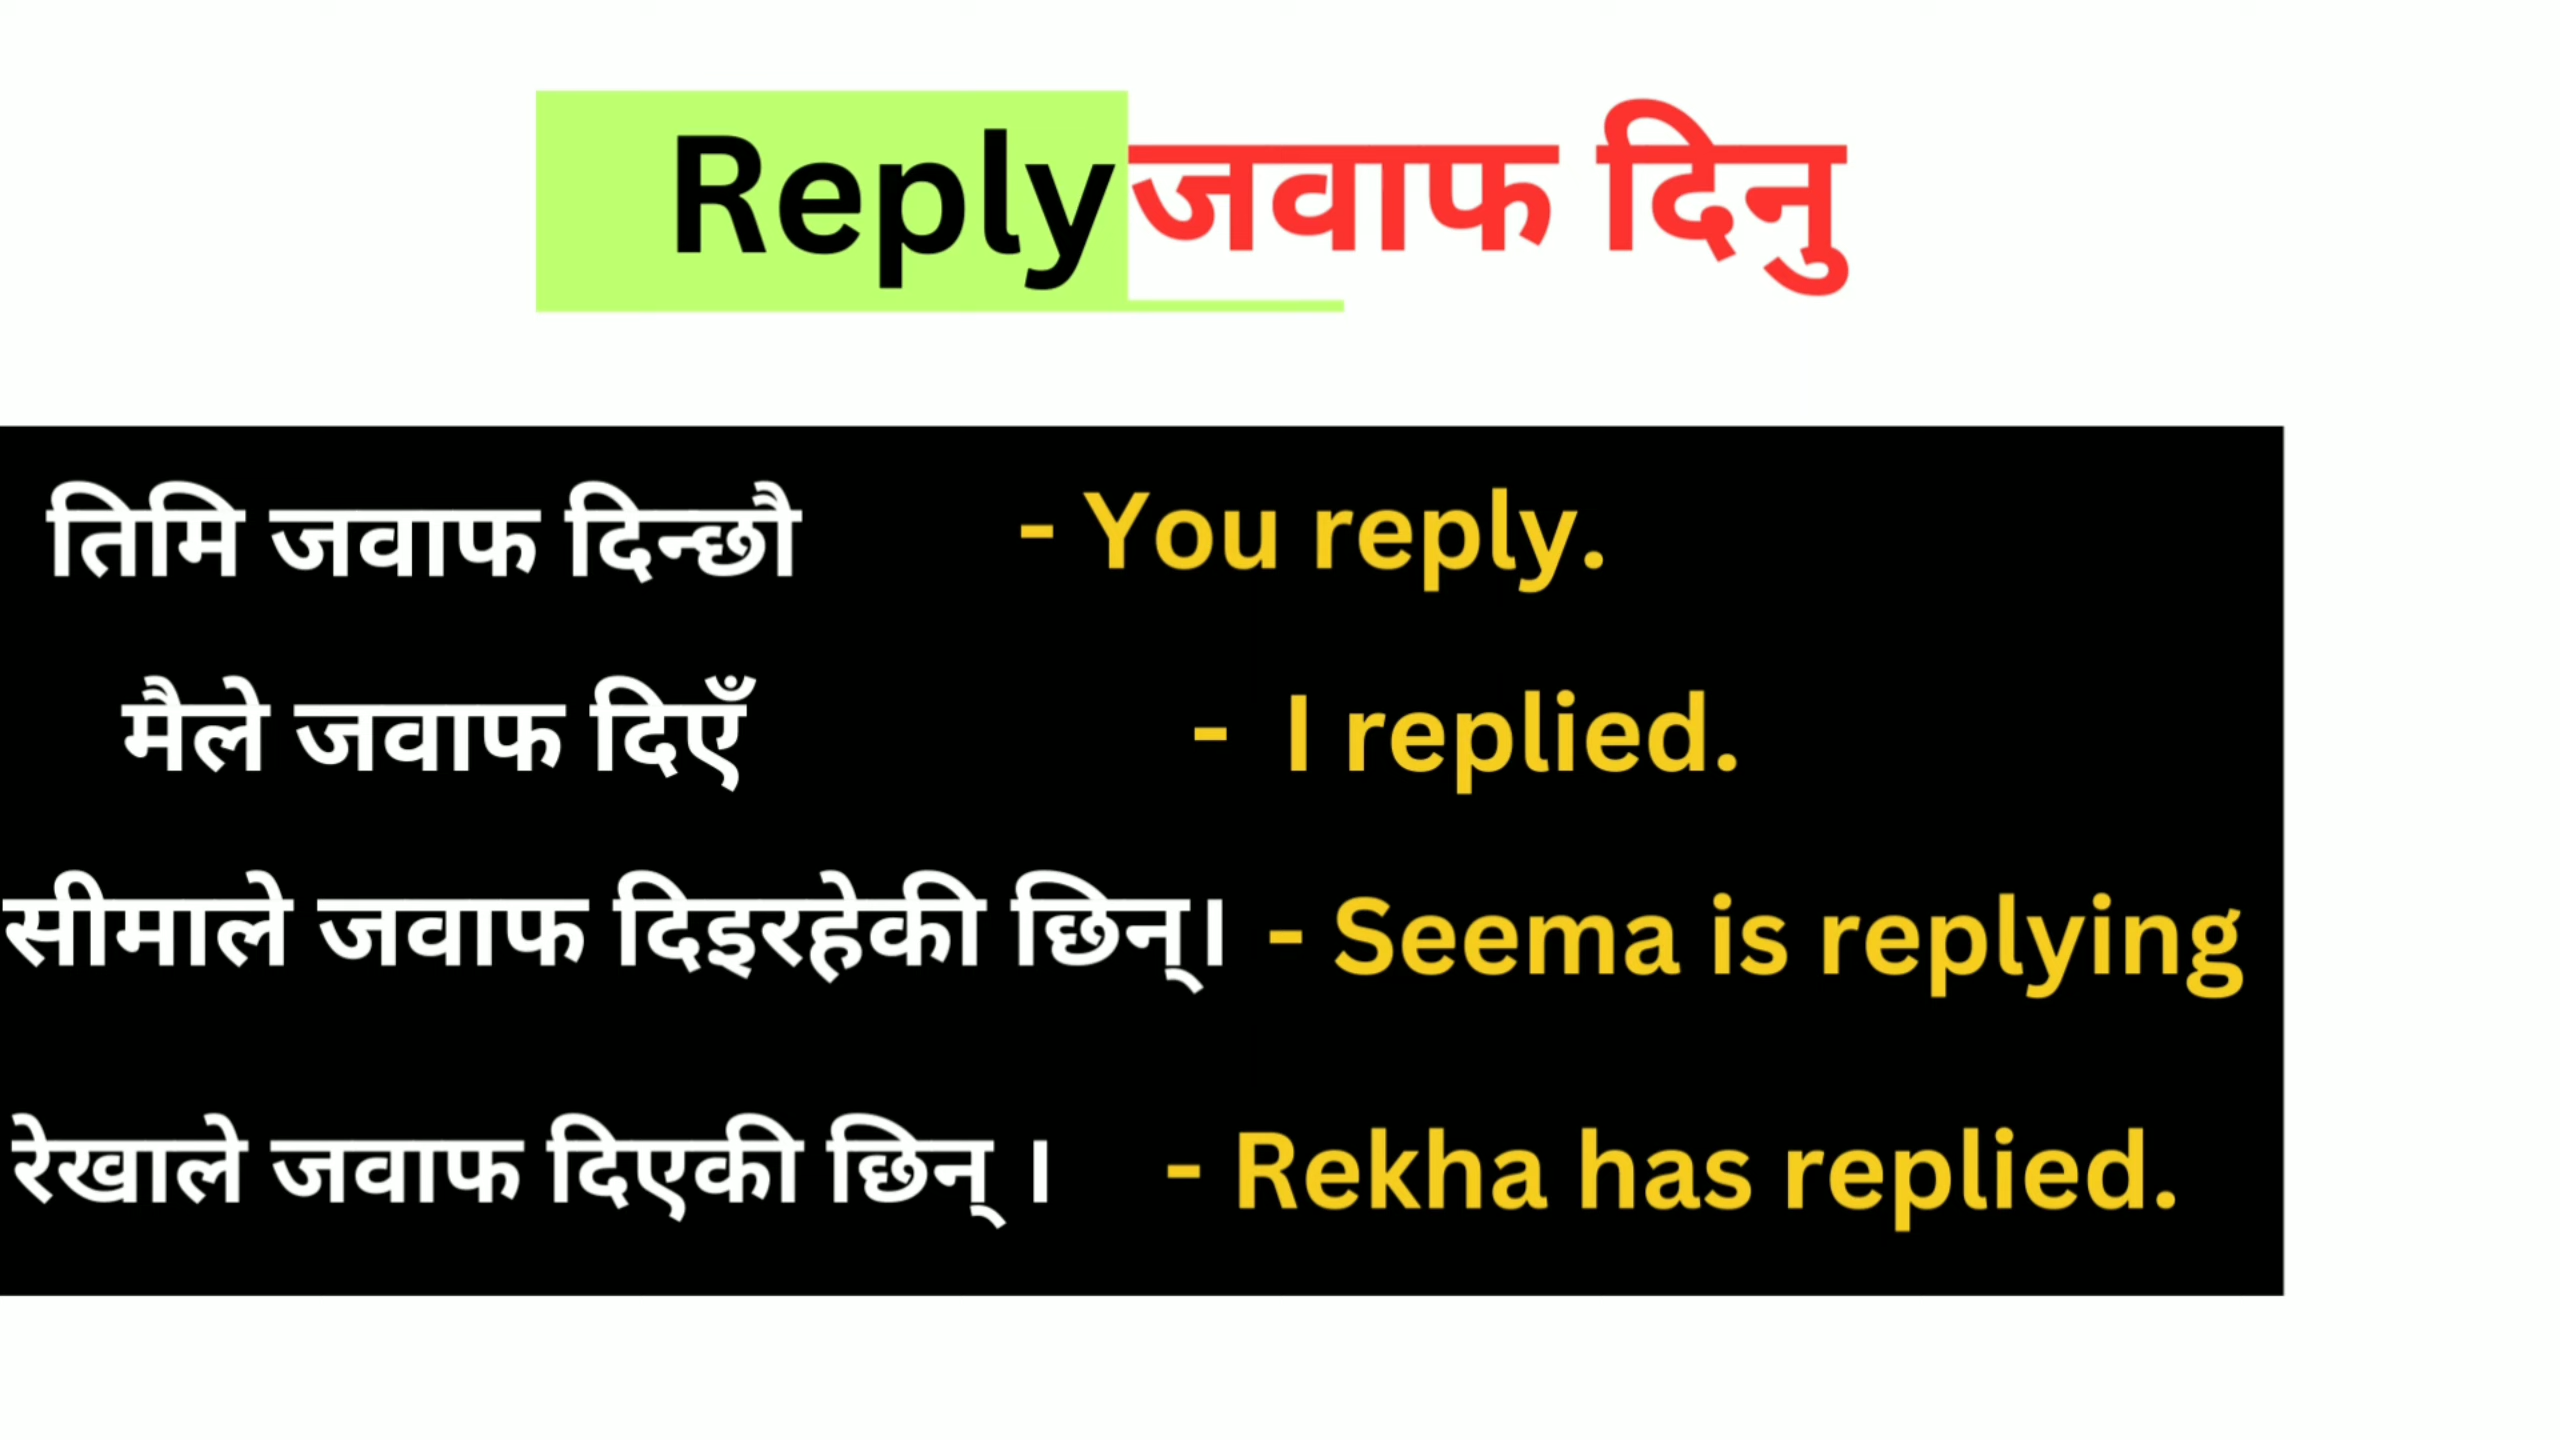 Reply जवाफ दिनु
तिमि जवाफ दिन्छौ - You reply.
मैले जवाफ दिएँ - I replied.
सीमाले जवाफ दिइरहेकी छिन्। - Seema is replying
रेखाले जवाफ दिएकी छिन् । - Rekha has replied.